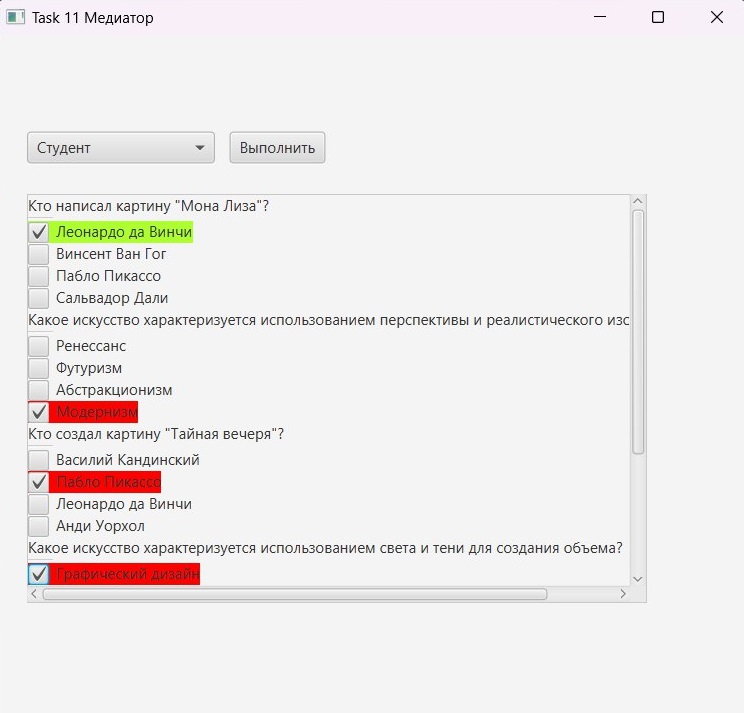 Task 11 Медиатор
Студент
Выполнить
Кто написал картину "Мона Лиза"?
Леонардо да Винчи
Винсент Ван Гог
Пабло Пикассо
Сальвадор Дали
Какое искусство характеризуется использованием перспективы и реалистического изо
Ренессанс
Футуризм
Абстракционизм
Модернизм
Кто создал картину "Тайная вечеря"?
Василий Кандинский
Пабло Пикассо
Леонардо да Винчи
Анди Уорхол
Какое искусство характеризуется использованием света и тени для создания объема?
Графический дизайн